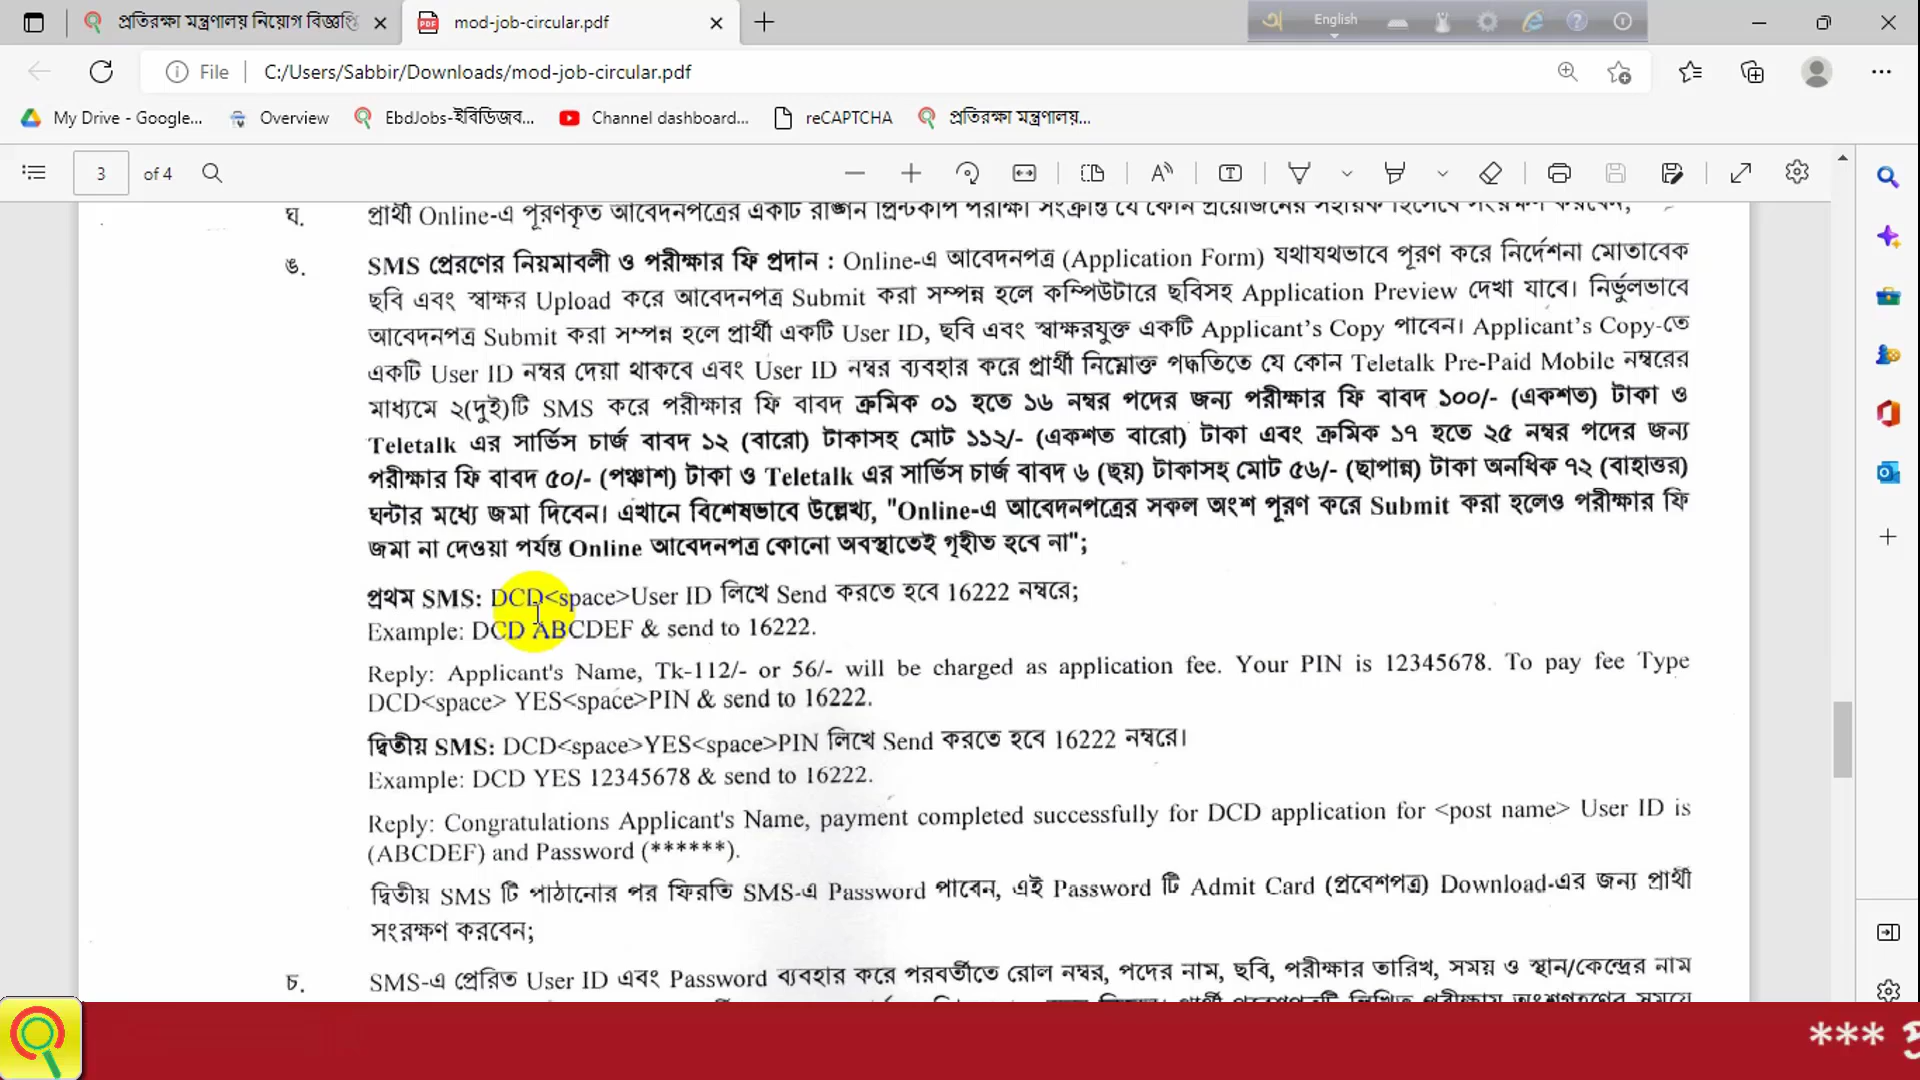 প্রতিরক্ষা মন্ত্রণালয় নিয়োগ বিজ্ঞপ্তি
mod-job-circular.pdf
English
File
C:/Users/Sabbir/Downloads/mod-job-circular.pdf
My Drive - Google...
Overview
EbdJobs-ইবিডিজব...
Channel dashboard...
reCAPTCHA
প্রতিরক্ষা মন্ত্রণালয়...
3 of 4
ঘ. প্রার্থী Online-এ পূরণকৃত আবেদনপত্রের একটি রঙ্গিন প্রিন্টকপি পরীক্ষা সংক্রান্ত যে কোন প্রয়োজনের সহায়ক হিসেবে সংরক্ষণ করবেন;
ঙ. SMS প্রেরণের নিয়মাবলী ও পরীক্ষার ফি প্রদান : Online-এ আবেদনপত্র (Application Form) যথাযথভাবে পূরণ করে নির্দেশনা মোতাবেক
ছবি এবং স্বাক্ষর Upload করে আবেদনপত্র Submit করা সম্পন্ন হলে কম্পিউটারে ছবিসহ Application Preview দেখা যাবে। নির্ভুলভাবে
আবেদনপত্র Submit করা সম্পন্ন হলে প্রার্থী একটি User ID, ছবি এবং স্বাক্ষরযুক্ত একটি Applicant's Copy পাবেন। Applicant's Copy-তে
একটি User ID নম্বর দেয়া থাকবে এবং User ID নম্বর ব্যবহার করে প্রার্থী নিম্নোক্ত পদ্ধতিতে যে কোন Teletalk Pre-Paid Mobile নম্বরের
মাধ্যমে ২(দুই)টি SMS করে পরীক্ষার ফি বাবদ ক্রমিক ০১ হতে ১৬ নম্বর পদের জন্য পরীক্ষার ফি বাবদ ১০০/- (একশত) টাকা ও
Teletalk এর সার্ভিস চার্জ বাবদ ১২ (বারো) টাকাসহ মোট ১১২/- (একশত বারো) টাকা এবং ক্রমিক ১৭ হতে ২৫ নম্বর পদের জন্য
পরীক্ষার ফি বাবদ ৫০/- (পঞ্চাশ) টাকা ও Teletalk এর সার্ভিস চার্জ বাবদ ৬ (ছয়) টাকাসহ মোট ৫৬/- (ছাপান্ন) টাকা অনধিক ৭২ (বাহাত্তর)
ঘন্টার মধ্যে জমা দিবেন। এখানে বিশেষভাবে উল্লেখ্য, "Online-এ আবেদনপত্রের সকল অংশ পূরণ করে Submit করা হলেও পরীক্ষার ফি
জমা না দেওয়া পর্যন্ত Online আবেদনপত্র কোনো অবস্থাতেই গৃহীত হবে না";
প্রথম SMS: DCD<space>User ID লিখে Send করতে হবে 16222 নম্বরে;
Example: DCD ABCDEF & send to 16222.
Reply: Applicant's Name, Tk-112/- or 56/- will be charged as application fee. Your PIN is 12345678. To pay fee Type
DCD<space> YES<space>PIN & send to 16222.
দ্বিতীয় SMS: DCD<space>YES<space>PIN লিখে Send করতে হবে 16222 নম্বরে।
Example: DCD YES 12345678 & send to 16222.
Reply: Congratulations Applicant's Name, payment completed successfully for DCD application for <post name> User ID is
(ABCDEF) and Password (******).
দ্বিতীয় SMS টি পাঠানোর পর ফিরতি SMS-এ Password পাবেন, এই Password টি Admit Card (প্রবেশপত্র) Download-এর জন্য প্রার্থী
সংরক্ষণ করবেন;
চ. SMS-এ প্রেরিত User ID এবং Password ব্যবহার করে পরবর্তীতে রোল নম্বর, পদের নাম, ছবি, পরীক্ষার তারিখ, সময় ও স্থান/কেন্দ্রের নাম
***